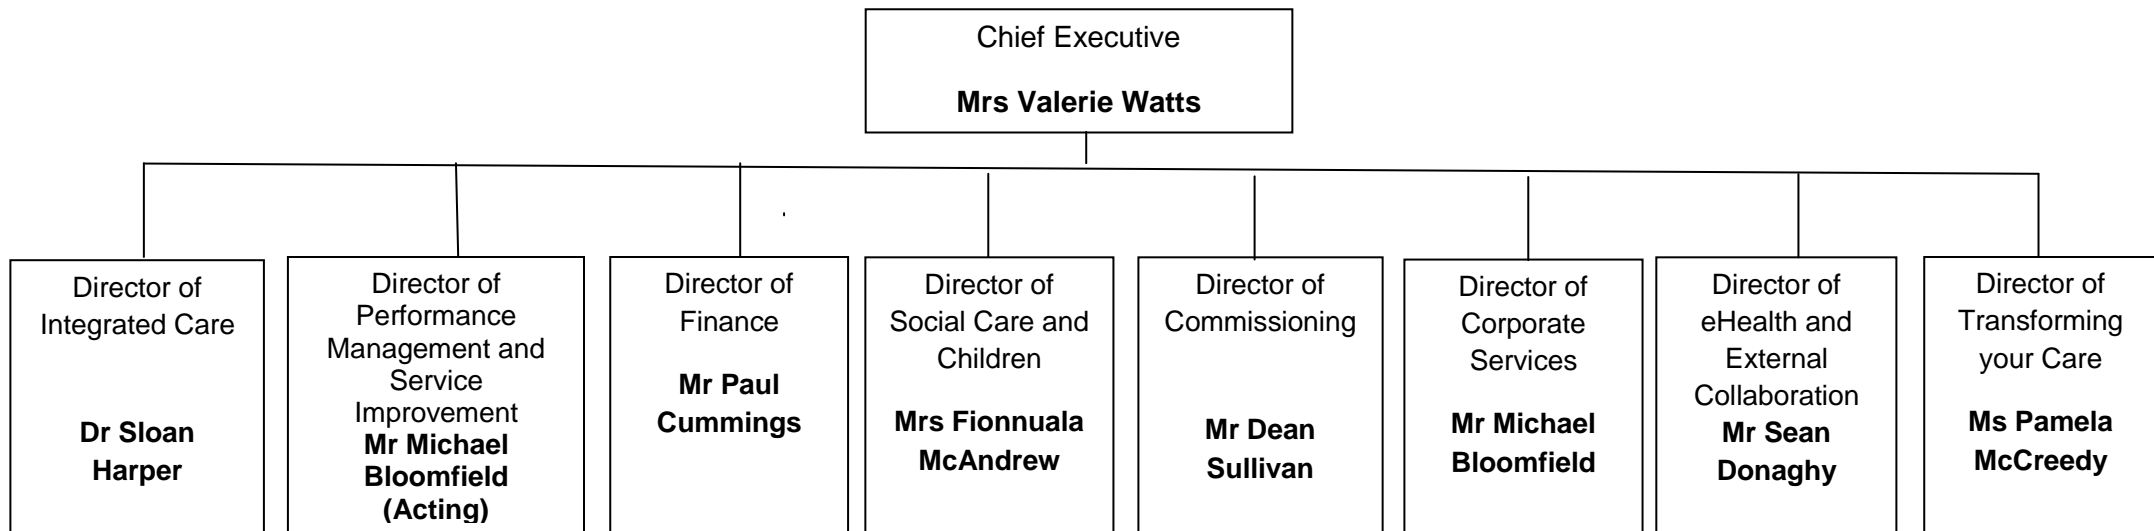 Chief Executive
Mrs Valerie Watts
Director of
Integrated Care
Dr Sloan
Harper
Director of
Performance
Management and
Service
Improvement
Mr Michael
Bloomfield
(Acting)
Director of
Finance
Mr Paul
Cummings
Director of
Social Care and
Children
Mrs Fionnuala
McAndrew
Director of
Commissioning
Mr Dean
Sullivan
Director of
Corporate
Services
Mr Michael
Bloomfield
Director of
eHealth and
External
Collaboration
Mr Sean
Donaghy
Director of
Transforming
your Care
Ms Pamela
McCreedy